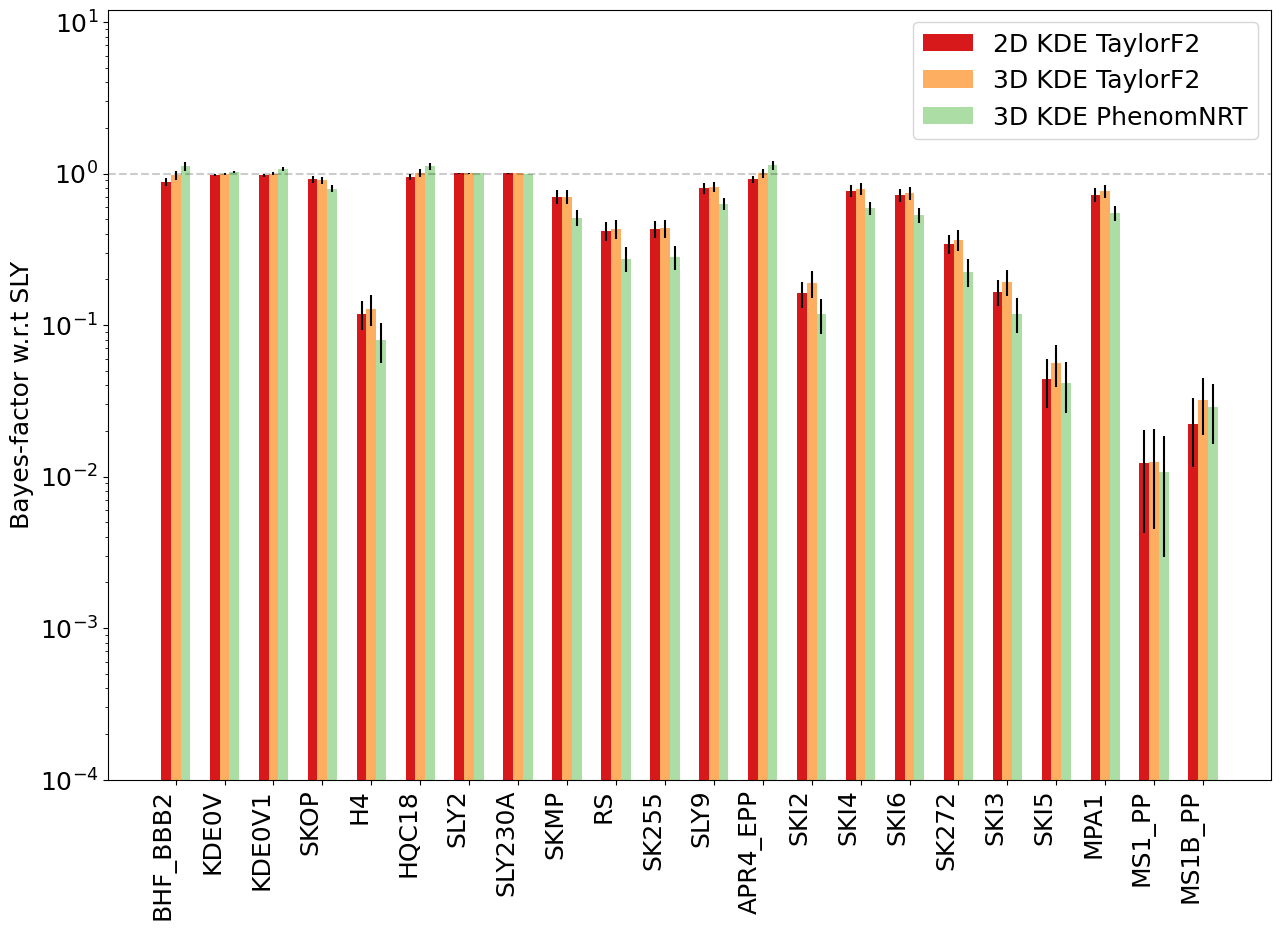 2D KDE TaylorF2
3D KDE TaylorF2
3D KDE PhenomNRT
Bayes-factor w.r.t SLY
10^1
10^0
10^−1
10^−2
10^−3
10^−4
BHF_BBB2
KDE0V
KDE0V1
SKOP
H4
HQC18
SLY2
SLY230A
SKMP
RS
SK255
SLY9
APR4_EPP
SKI2
SKI4
SKI6
SK272
SKI3
SKI5
MPA1
MS1_PP
MS1B_PP